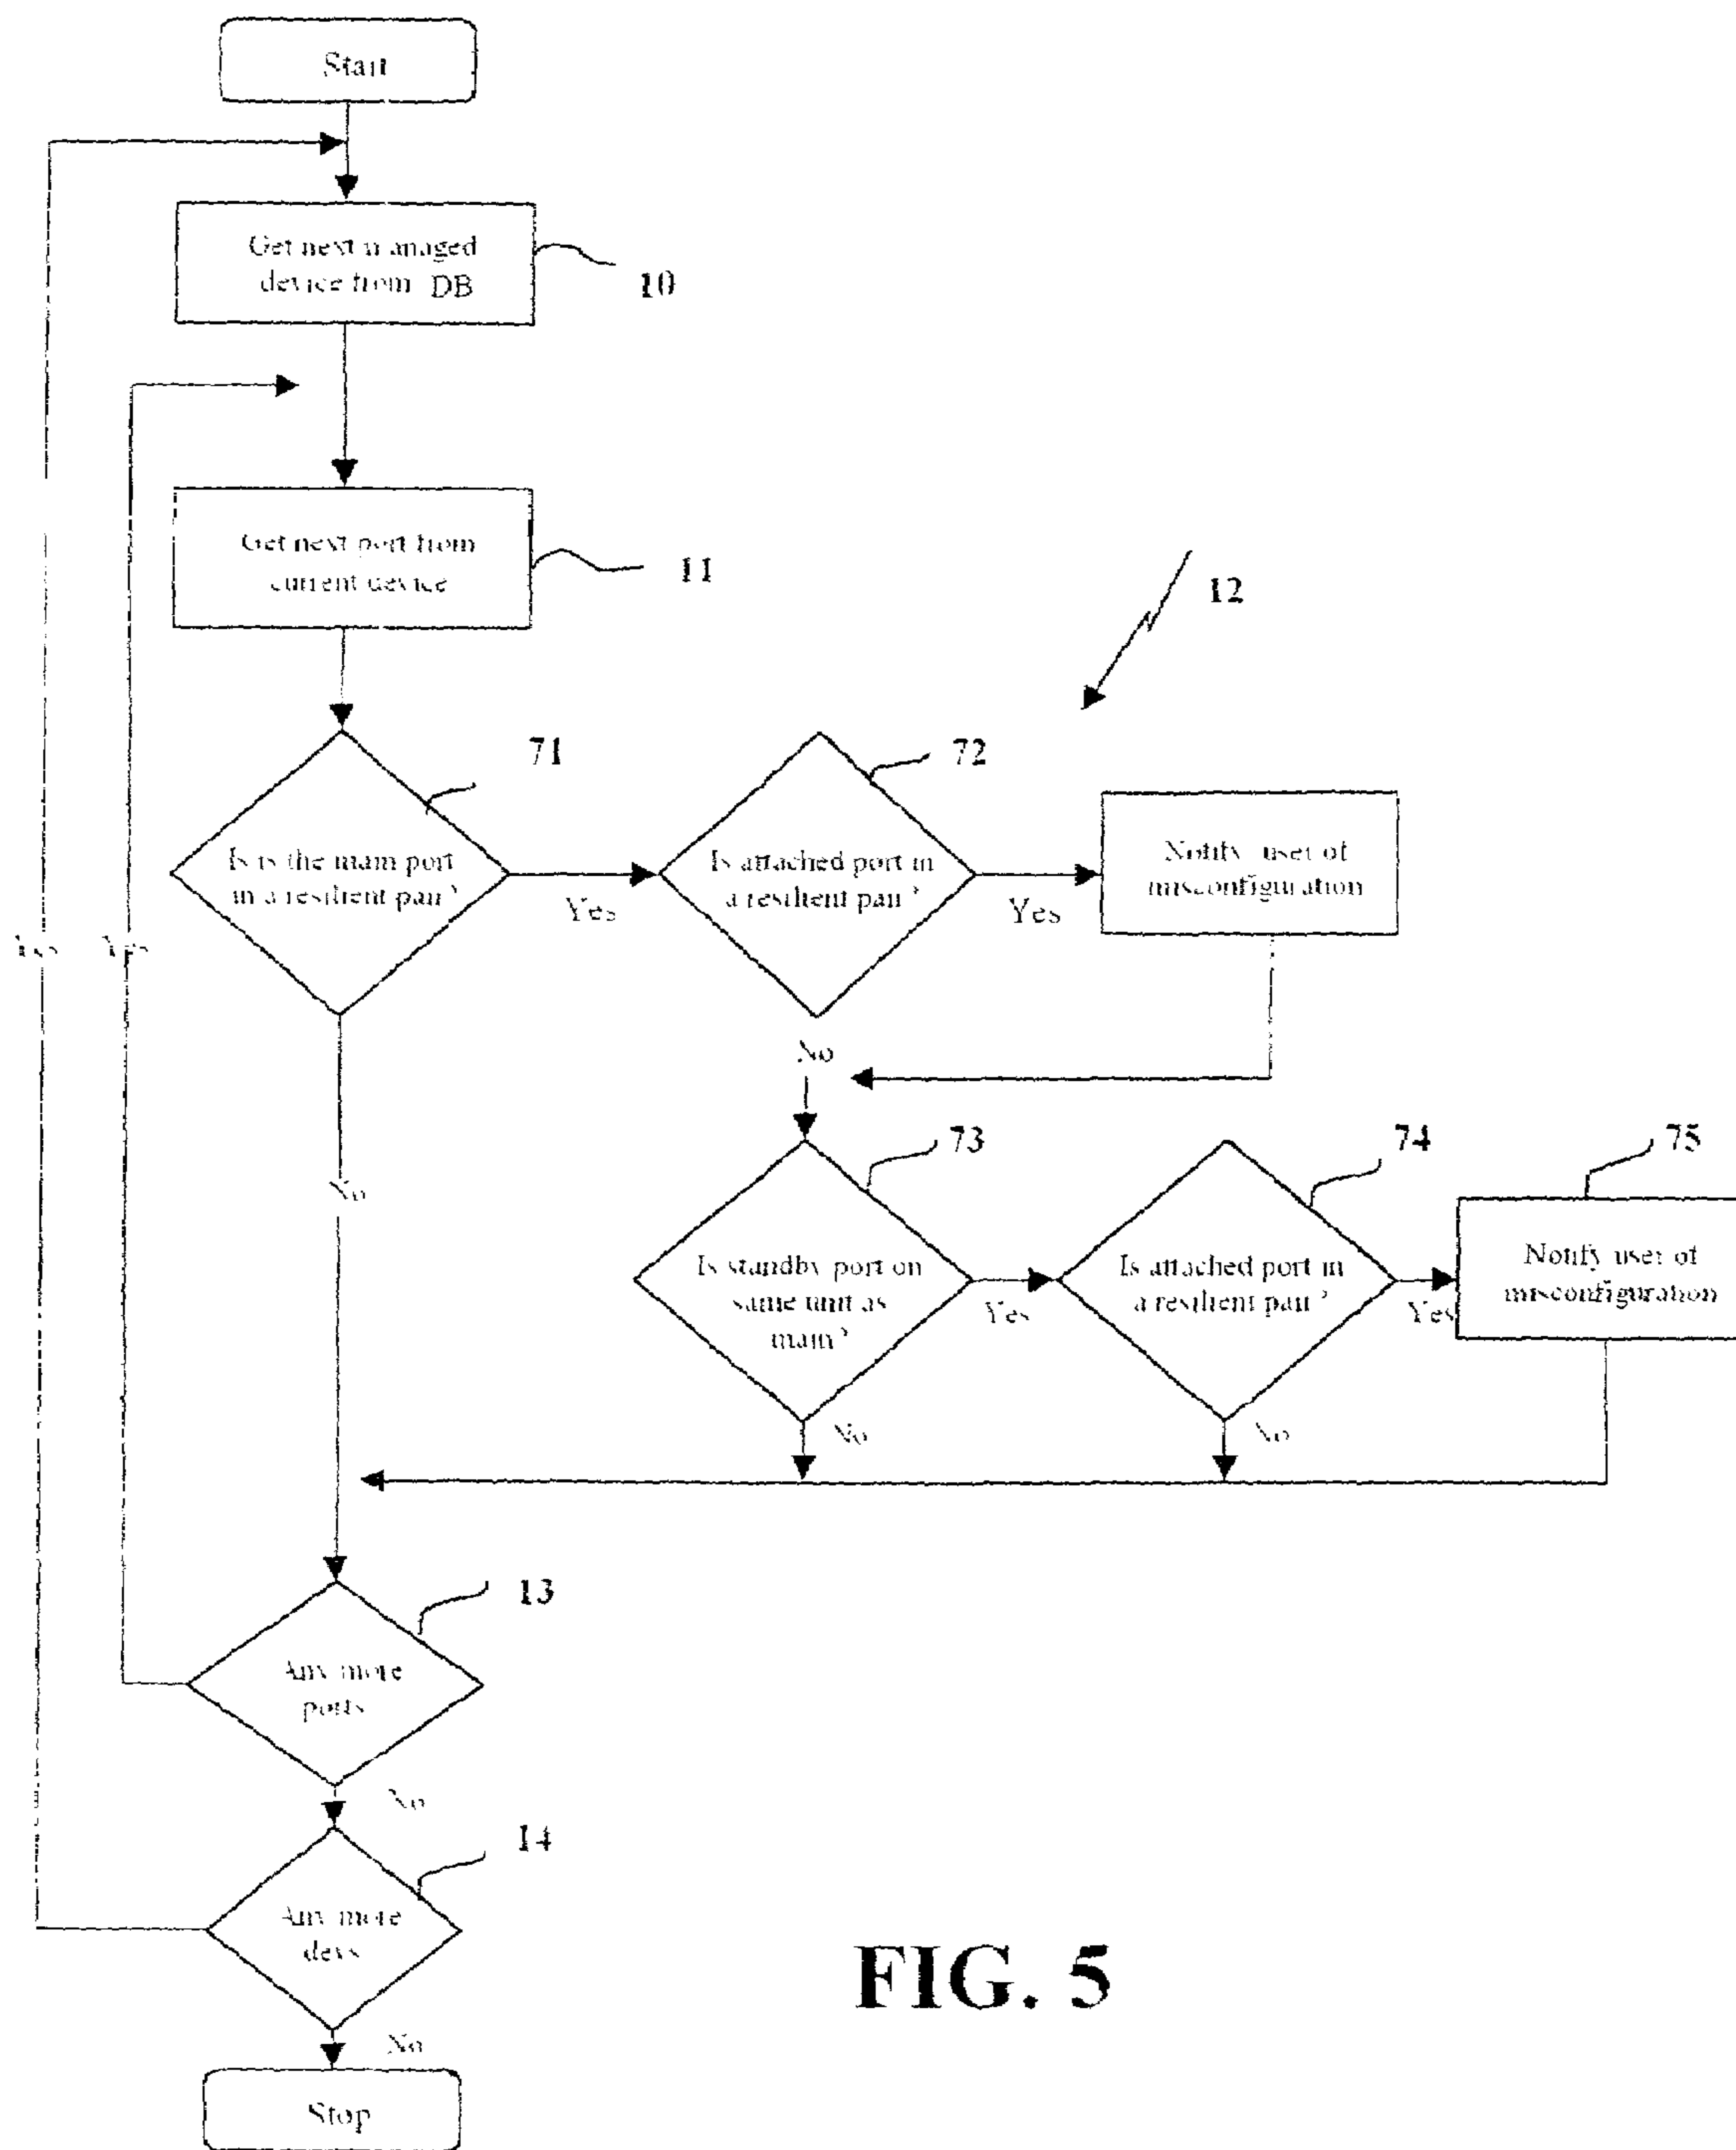 Start
Get next managed
device from DB
10
Get next port from
current device
11
12
71
72
Is is the main port
in a resilient pair?
Yes
Is attached port in
a resilient pair?
Yes
Notify user of
misconfiguration
Yes
Yes
No
No
73
74
75
Is standby port on
same unit as
main?
Yes
Is attached port in
a resilient pair?
Yes
Notify user of
misconfiguration
No
No
13
Any more
ports
No
14
Any more
devs
No
Stop
FIG. 5